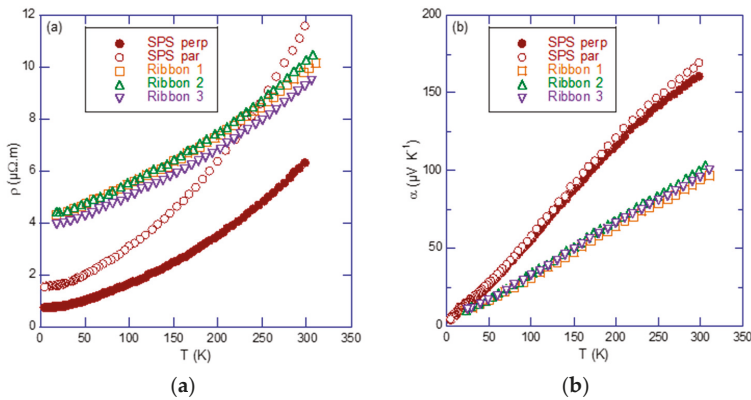 (a)
SPS perp
SPS par
Ribbon 1
Ribbon 2
Ribbon 3
12
10
8
6
4
2
0
ρ (μΩ.m)
0 50 100 150 200 250 300 350
T (K)
(a)
(b)
SPS perp
SPS par
Ribbon 1
Ribbon 2
Ribbon 3
200
150
100
50
0
α (μV K⁻¹)
0 50 100 150 200 250 300 350
T (K)
(b)